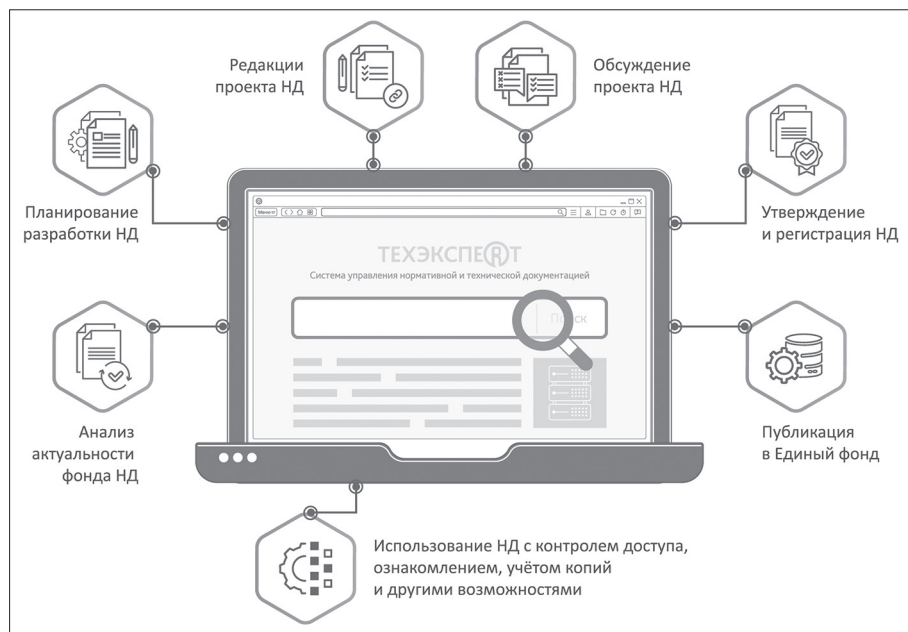 Редакции
проекта НД
Обсуждение
проекта НД
Планирование
разработки НД
Утверждение
и регистрация НД
ТЕХЭКСПЕRТ
Система управления нормативной и технической документацией
Поиск
Анализ
актуальности
фонда НД
Публикация
в Единый фонд
Использование НД с контролем доступа,
ознакомлением, учётом копий
и другими возможностями